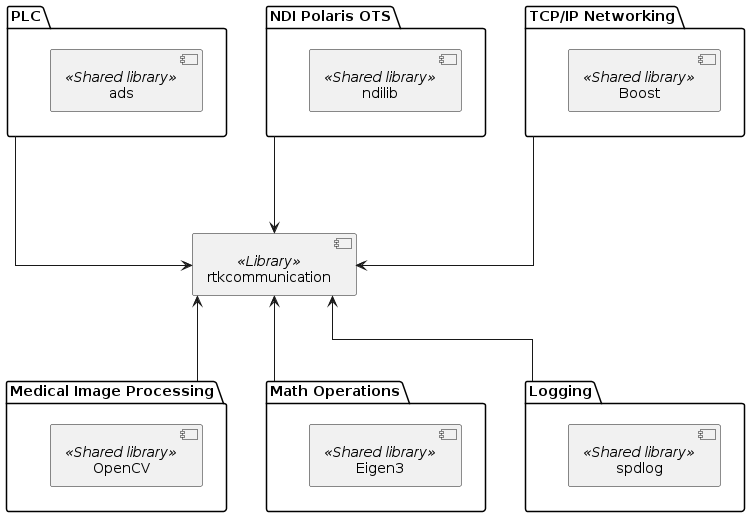 PLC
NDI Polaris OTS
TCP/IP Networking
«Shared library»
ads
«Shared library»
ndilib
«Shared library»
Boost
«Library»
rtkcommunication
Medical Image Processing
Math Operations
Logging
«Shared library»
OpenCV
«Shared library»
Eigen3
«Shared library»
spdlog